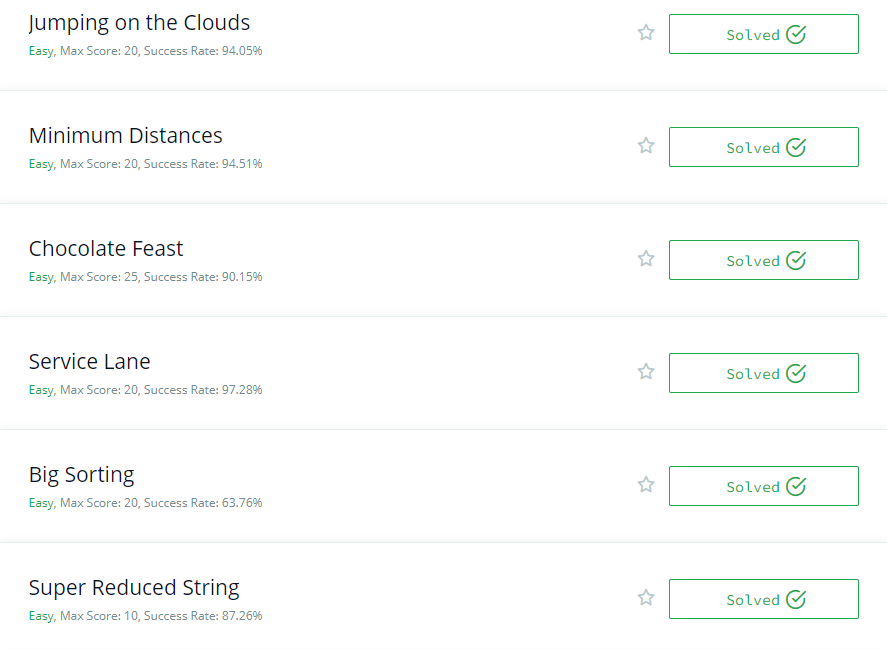 Jumping on the Clouds
Easy, Max Score: 20, Success Rate: 94.05%
Solved
Minimum Distances
Easy, Max Score: 20, Success Rate: 94.51%
Solved
Chocolate Feast
Easy, Max Score: 25, Success Rate: 90.15%
Solved
Service Lane
Easy, Max Score: 20, Success Rate: 97.28%
Solved
Big Sorting
Easy, Max Score: 20, Success Rate: 63.76%
Solved
Super Reduced String
Easy, Max Score: 10, Success Rate: 87.26%
Solved